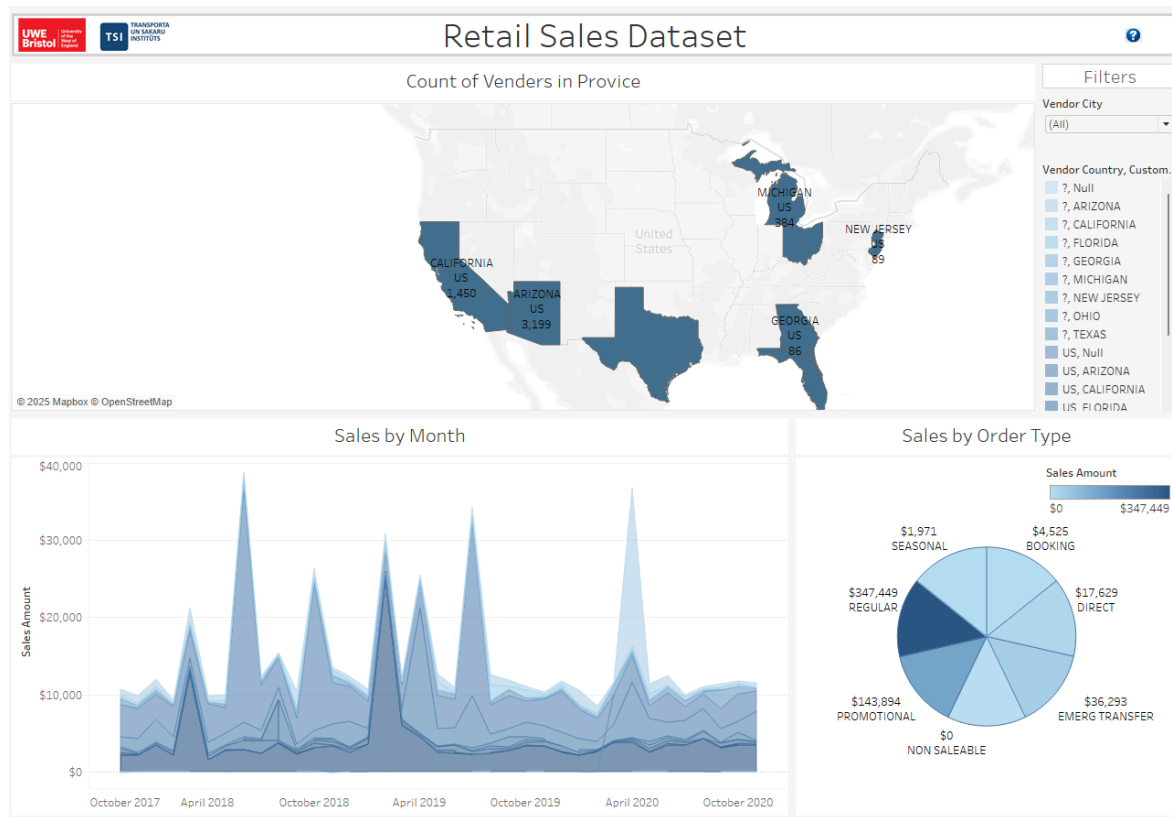 UWE
Bristol
University
of the
West of
England
TSI
TRANSPORTA
UN SAKARU
INSTITŪTS
Retail Sales Dataset
?
Count of Venders in Provice
Filters
Vendor City
(All)
Vendor Country, Custom.
?, Null
?, ARIZONA
?, CALIFORNIA
?, FLORIDA
?, GEORGIA
?, MICHIGAN
?, NEW JERSEY
?, OHIO
?, TEXAS
US, Null
US, ARIZONA
US, CALIFORNIA
US, FLORIDA
United
States
MICHIGAN
US
384
NEW JERSEY
US
89
CALIFORNIA
US
1,450
ARIZONA
US
3,199
GEORGIA
US
86
© 2025 Mapbox © OpenStreetMap
Sales by Month
Sales Amount
$40,000
$30,000
$20,000
$10,000
$0
October 2017
April 2018
October 2018
April 2019
October 2019
April 2020
October 2020
Sales by Order Type
Sales Amount
$0
$347,449
$1,971
SEASONAL
$4,525
BOOKING
$347,449
REGULAR
$17,629
DIRECT
$143,894
PROMOTIONAL
$36,293
EMERG TRANSFER
$0
NON SALEABLE